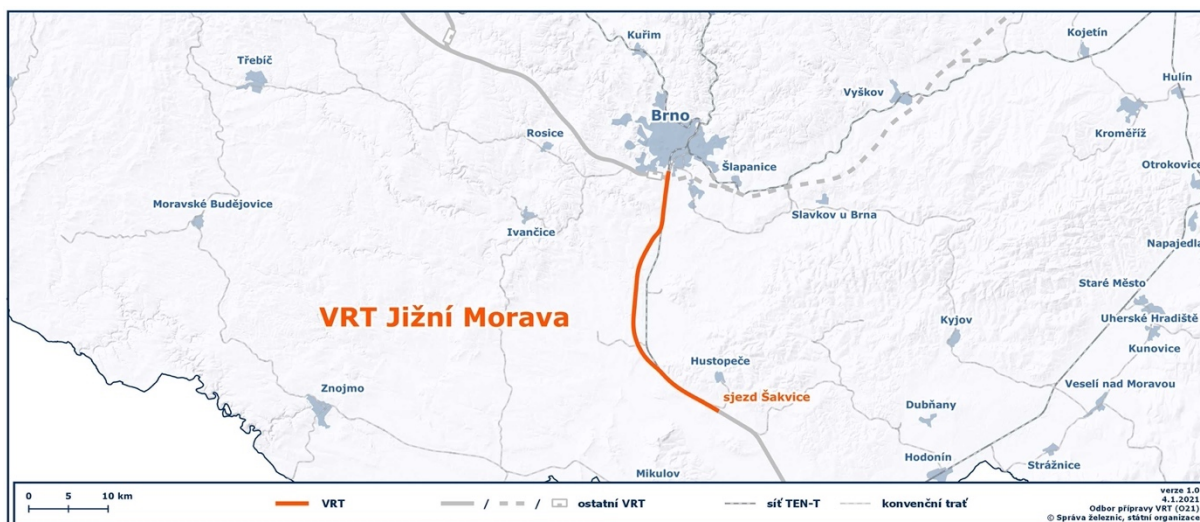 Kuřim
Kojetín
Třebíč
Hulín
Vyškov
Brno
Kroměříž
Rosice
Šlapanice
Otrokovice
Moravské Budějovice
Slavkov u Brna
Ivančice
Napajedla
Staré Město
VRT Jižní Morava
Kyjov
Uherské Hradiště
Kunovice
Hustopeče
Znojmo
Veselí nad Moravou
sjezd Šakvice
Dubňany
Hodonín
Strážnice
Mikulov
0 5 10 km
VRT
/ / ostatní VRT
síť TEN-T
konvenční trať
verze 1.0
4.1.2021
Odbor přípravy VRT (O21)
© Správa železnic, státní organizace